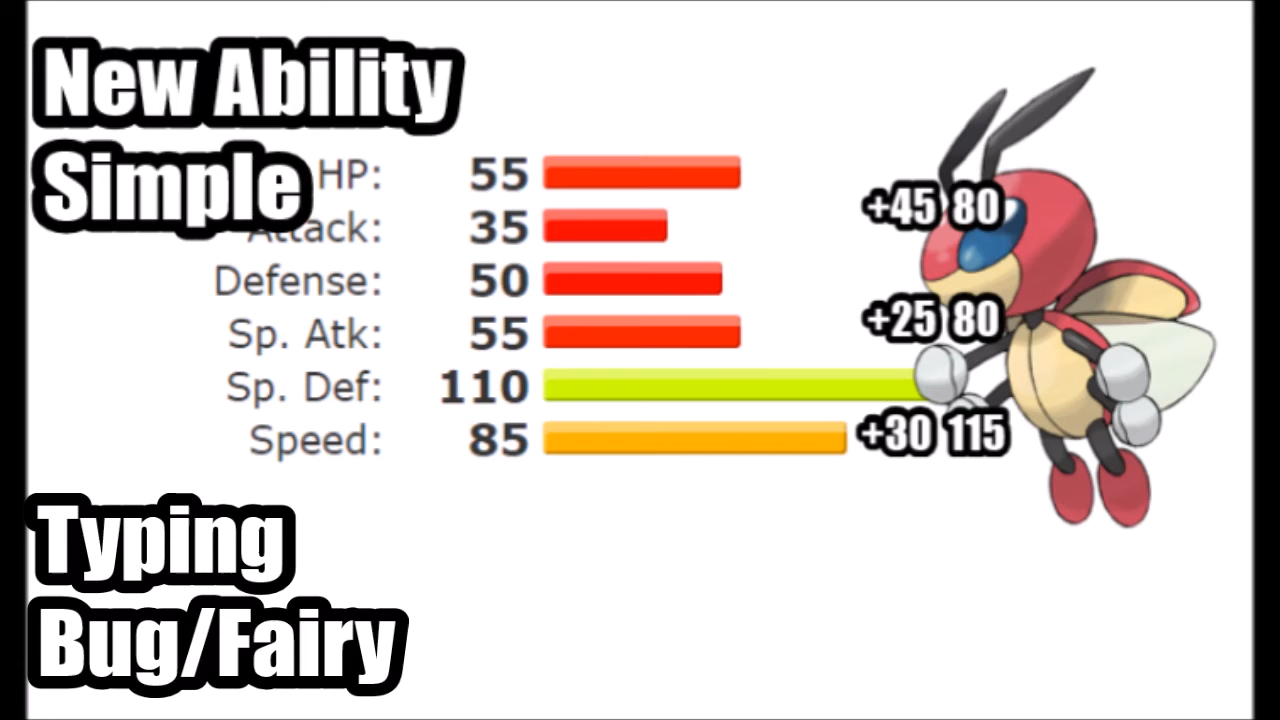 New Ability
Simple
HP: 55
+45 80
Attack: 35
Defense: 50
+25 80
Sp. Atk: 55
Sp. Def: 110
Speed: 85 +30 115
Typing
Bug/Fairy